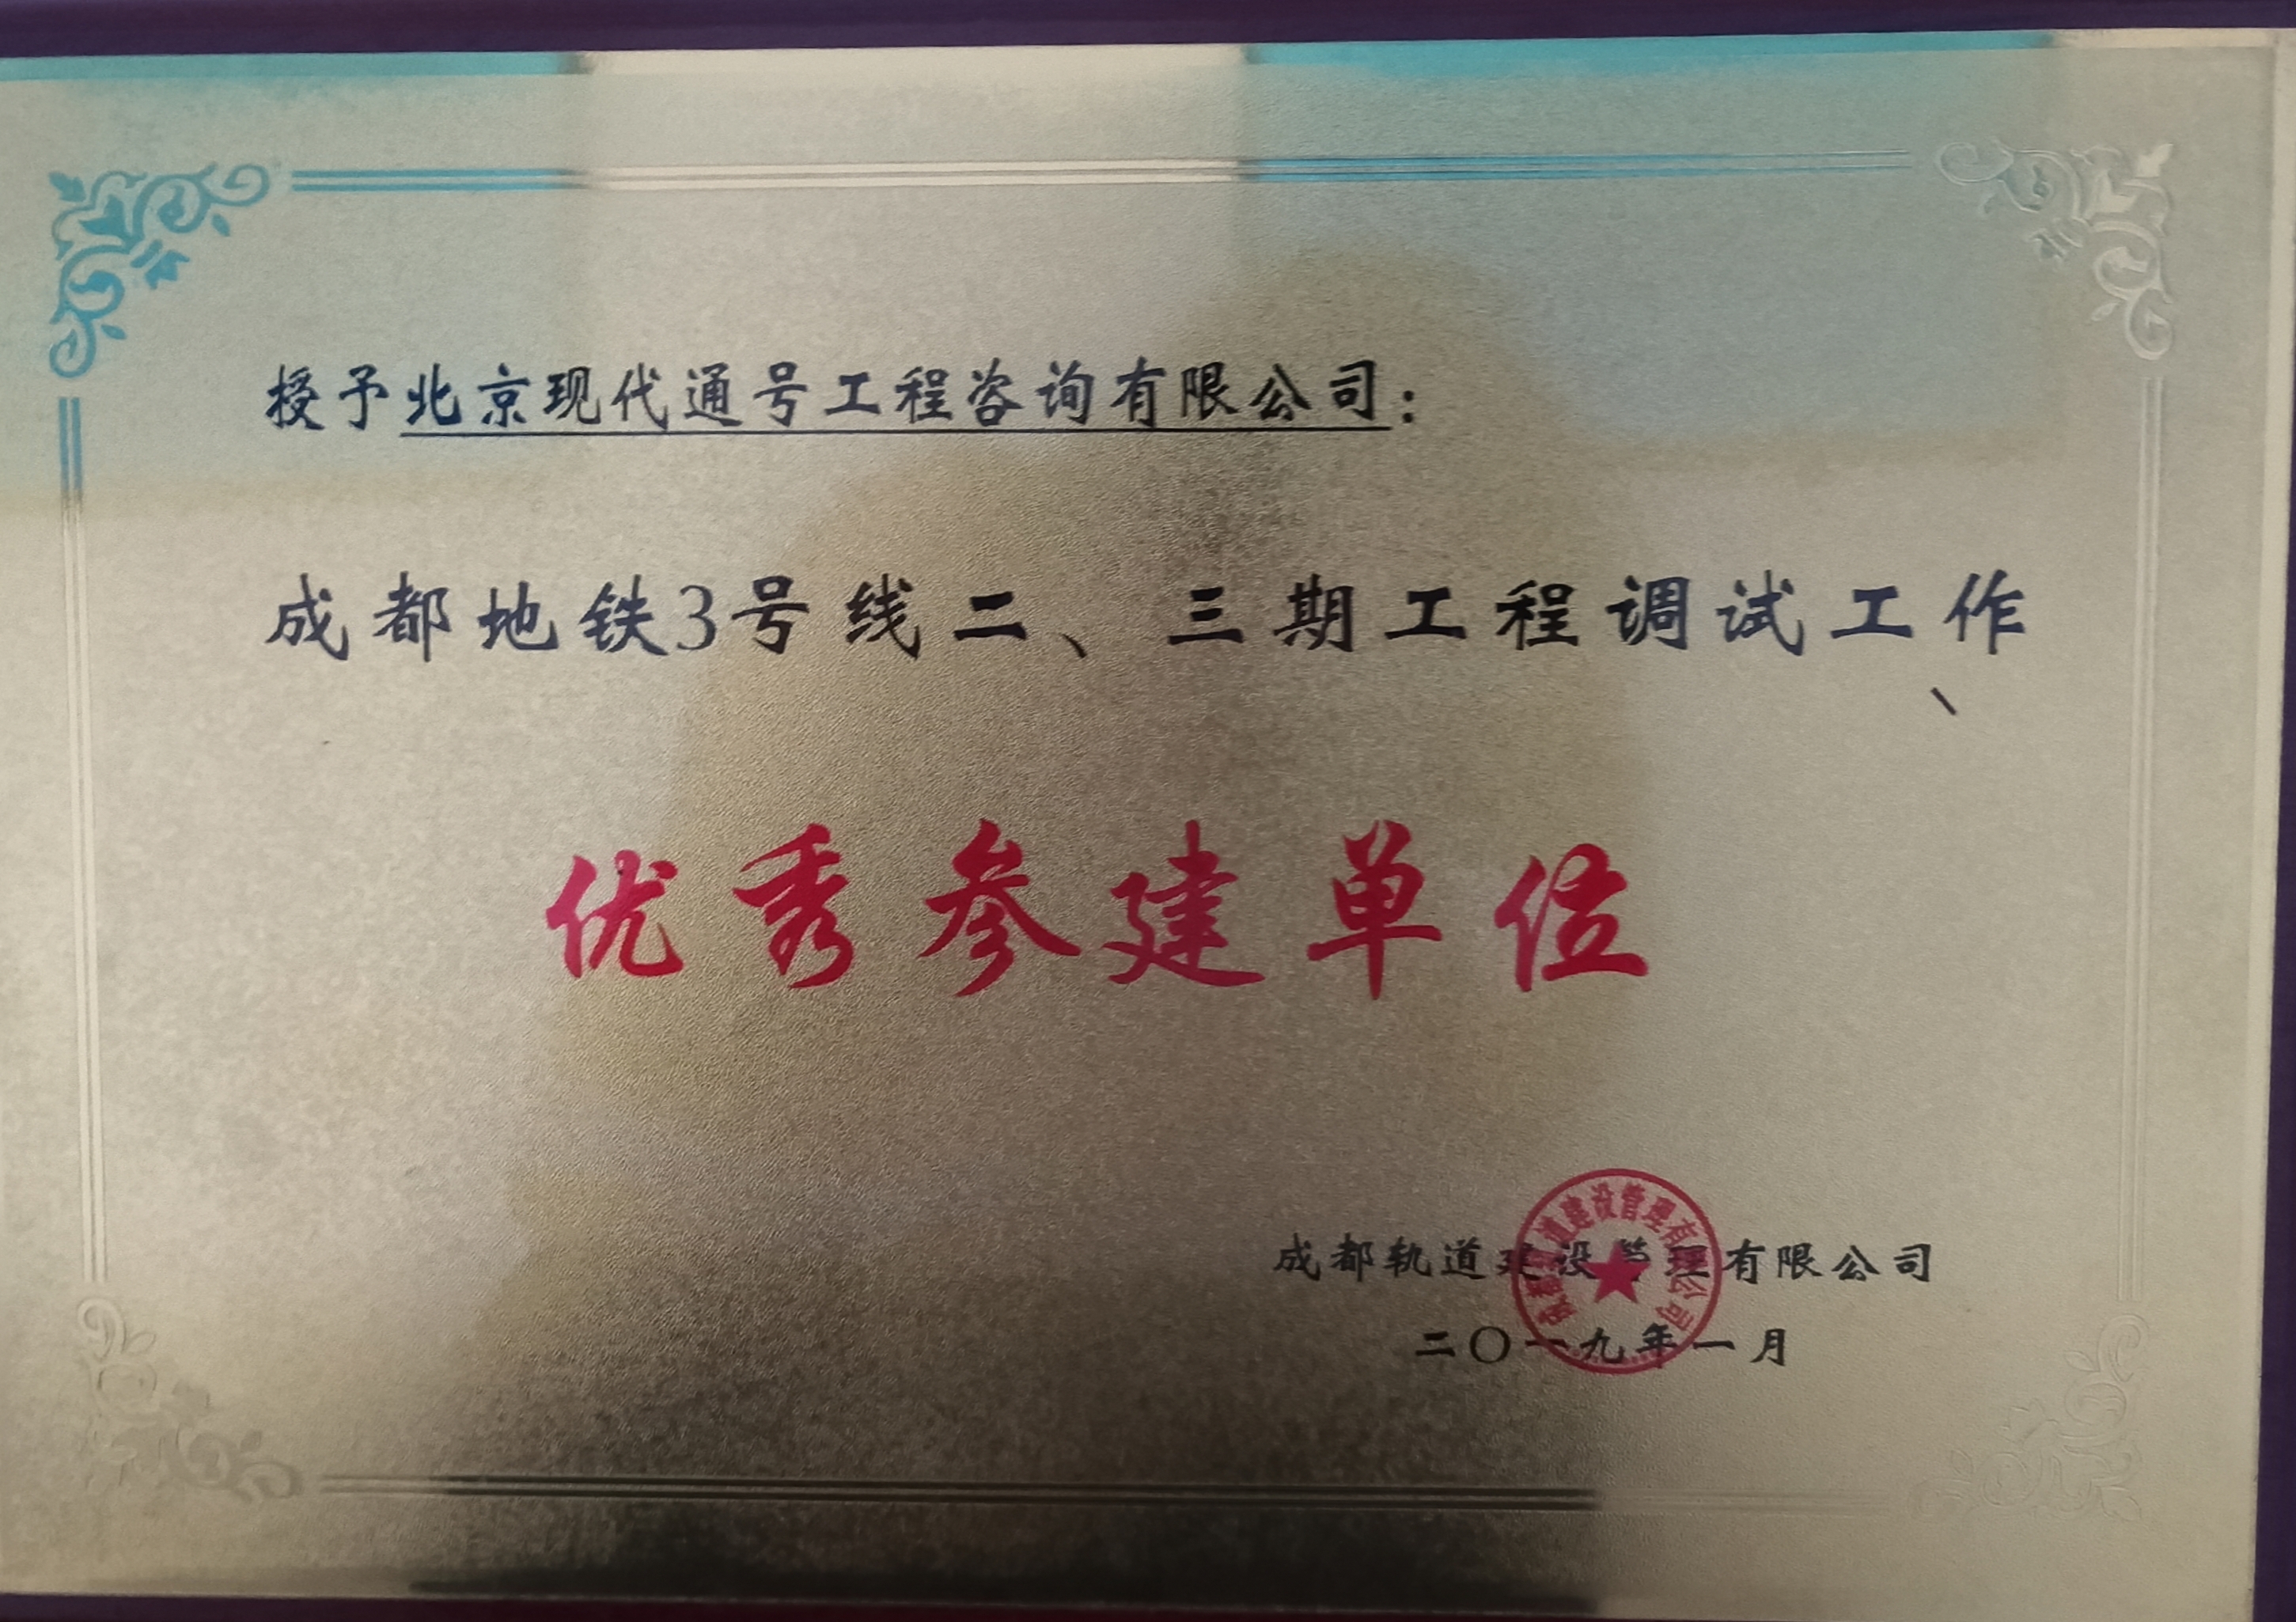 授予北京现代通号工程咨询有限公司：
成都地铁3号线二、三期工程调试工作
优秀参建单位
成都轨道建设管理有限公司
二〇一九年一月